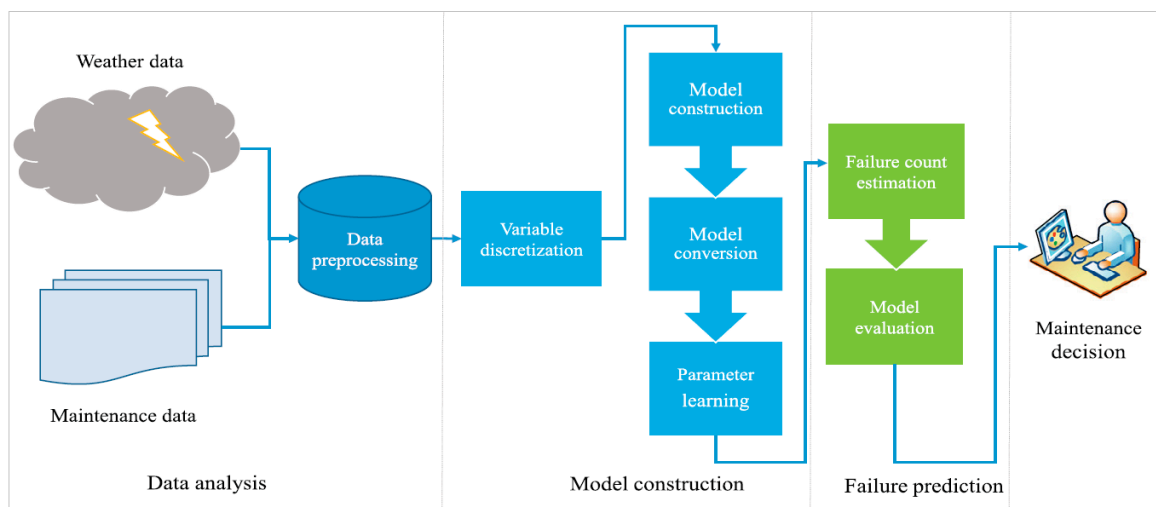 Weather data
Maintenance data
Data
preprocessing
Data analysis
Variable
discretization
Model
construction
Model
conversion
Parameter
learning
Model construction
Failure count
estimation
Model
evaluation
Failure prediction
Maintenance
decision